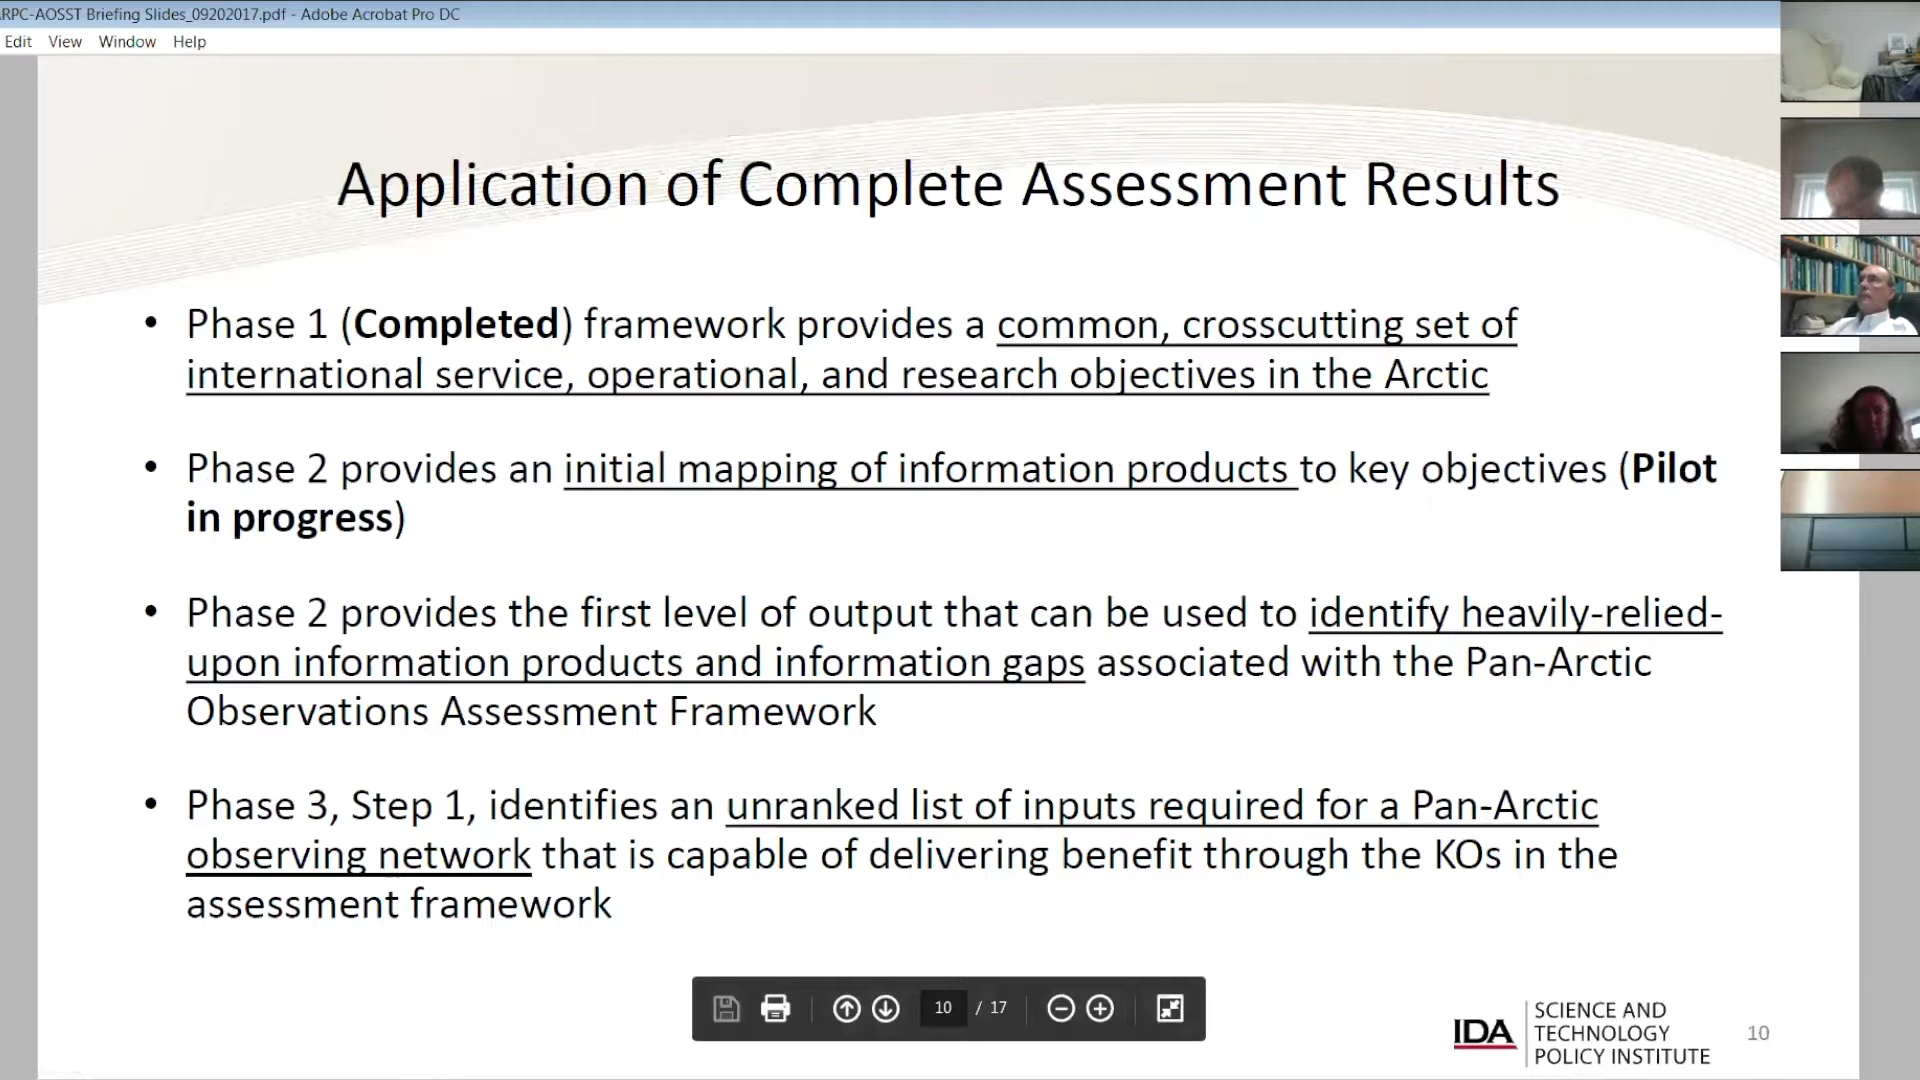 RPC-AOSST Briefing Slides_09202017.pdf - Adobe Acrobat Pro DC
Edit View Window Help
Application of Complete Assessment Results
• Phase 1 (Completed) framework provides a common, crosscutting set of
international service, operational, and research objectives in the Arctic
• Phase 2 provides an initial mapping of information products to key objectives (Pilot
in progress)
• Phase 2 provides the first level of output that can be used to identify heavily-relied-
upon information products and information gaps associated with the Pan-Arctic
Observations Assessment Framework
• Phase 3, Step 1, identifies an unranked list of inputs required for a Pan-Arctic
observing network that is capable of delivering benefit through the KOs in the
assessment framework
10 / 17
IDA
SCIENCE AND
TECHNOLOGY
POLICY INSTITUTE
10